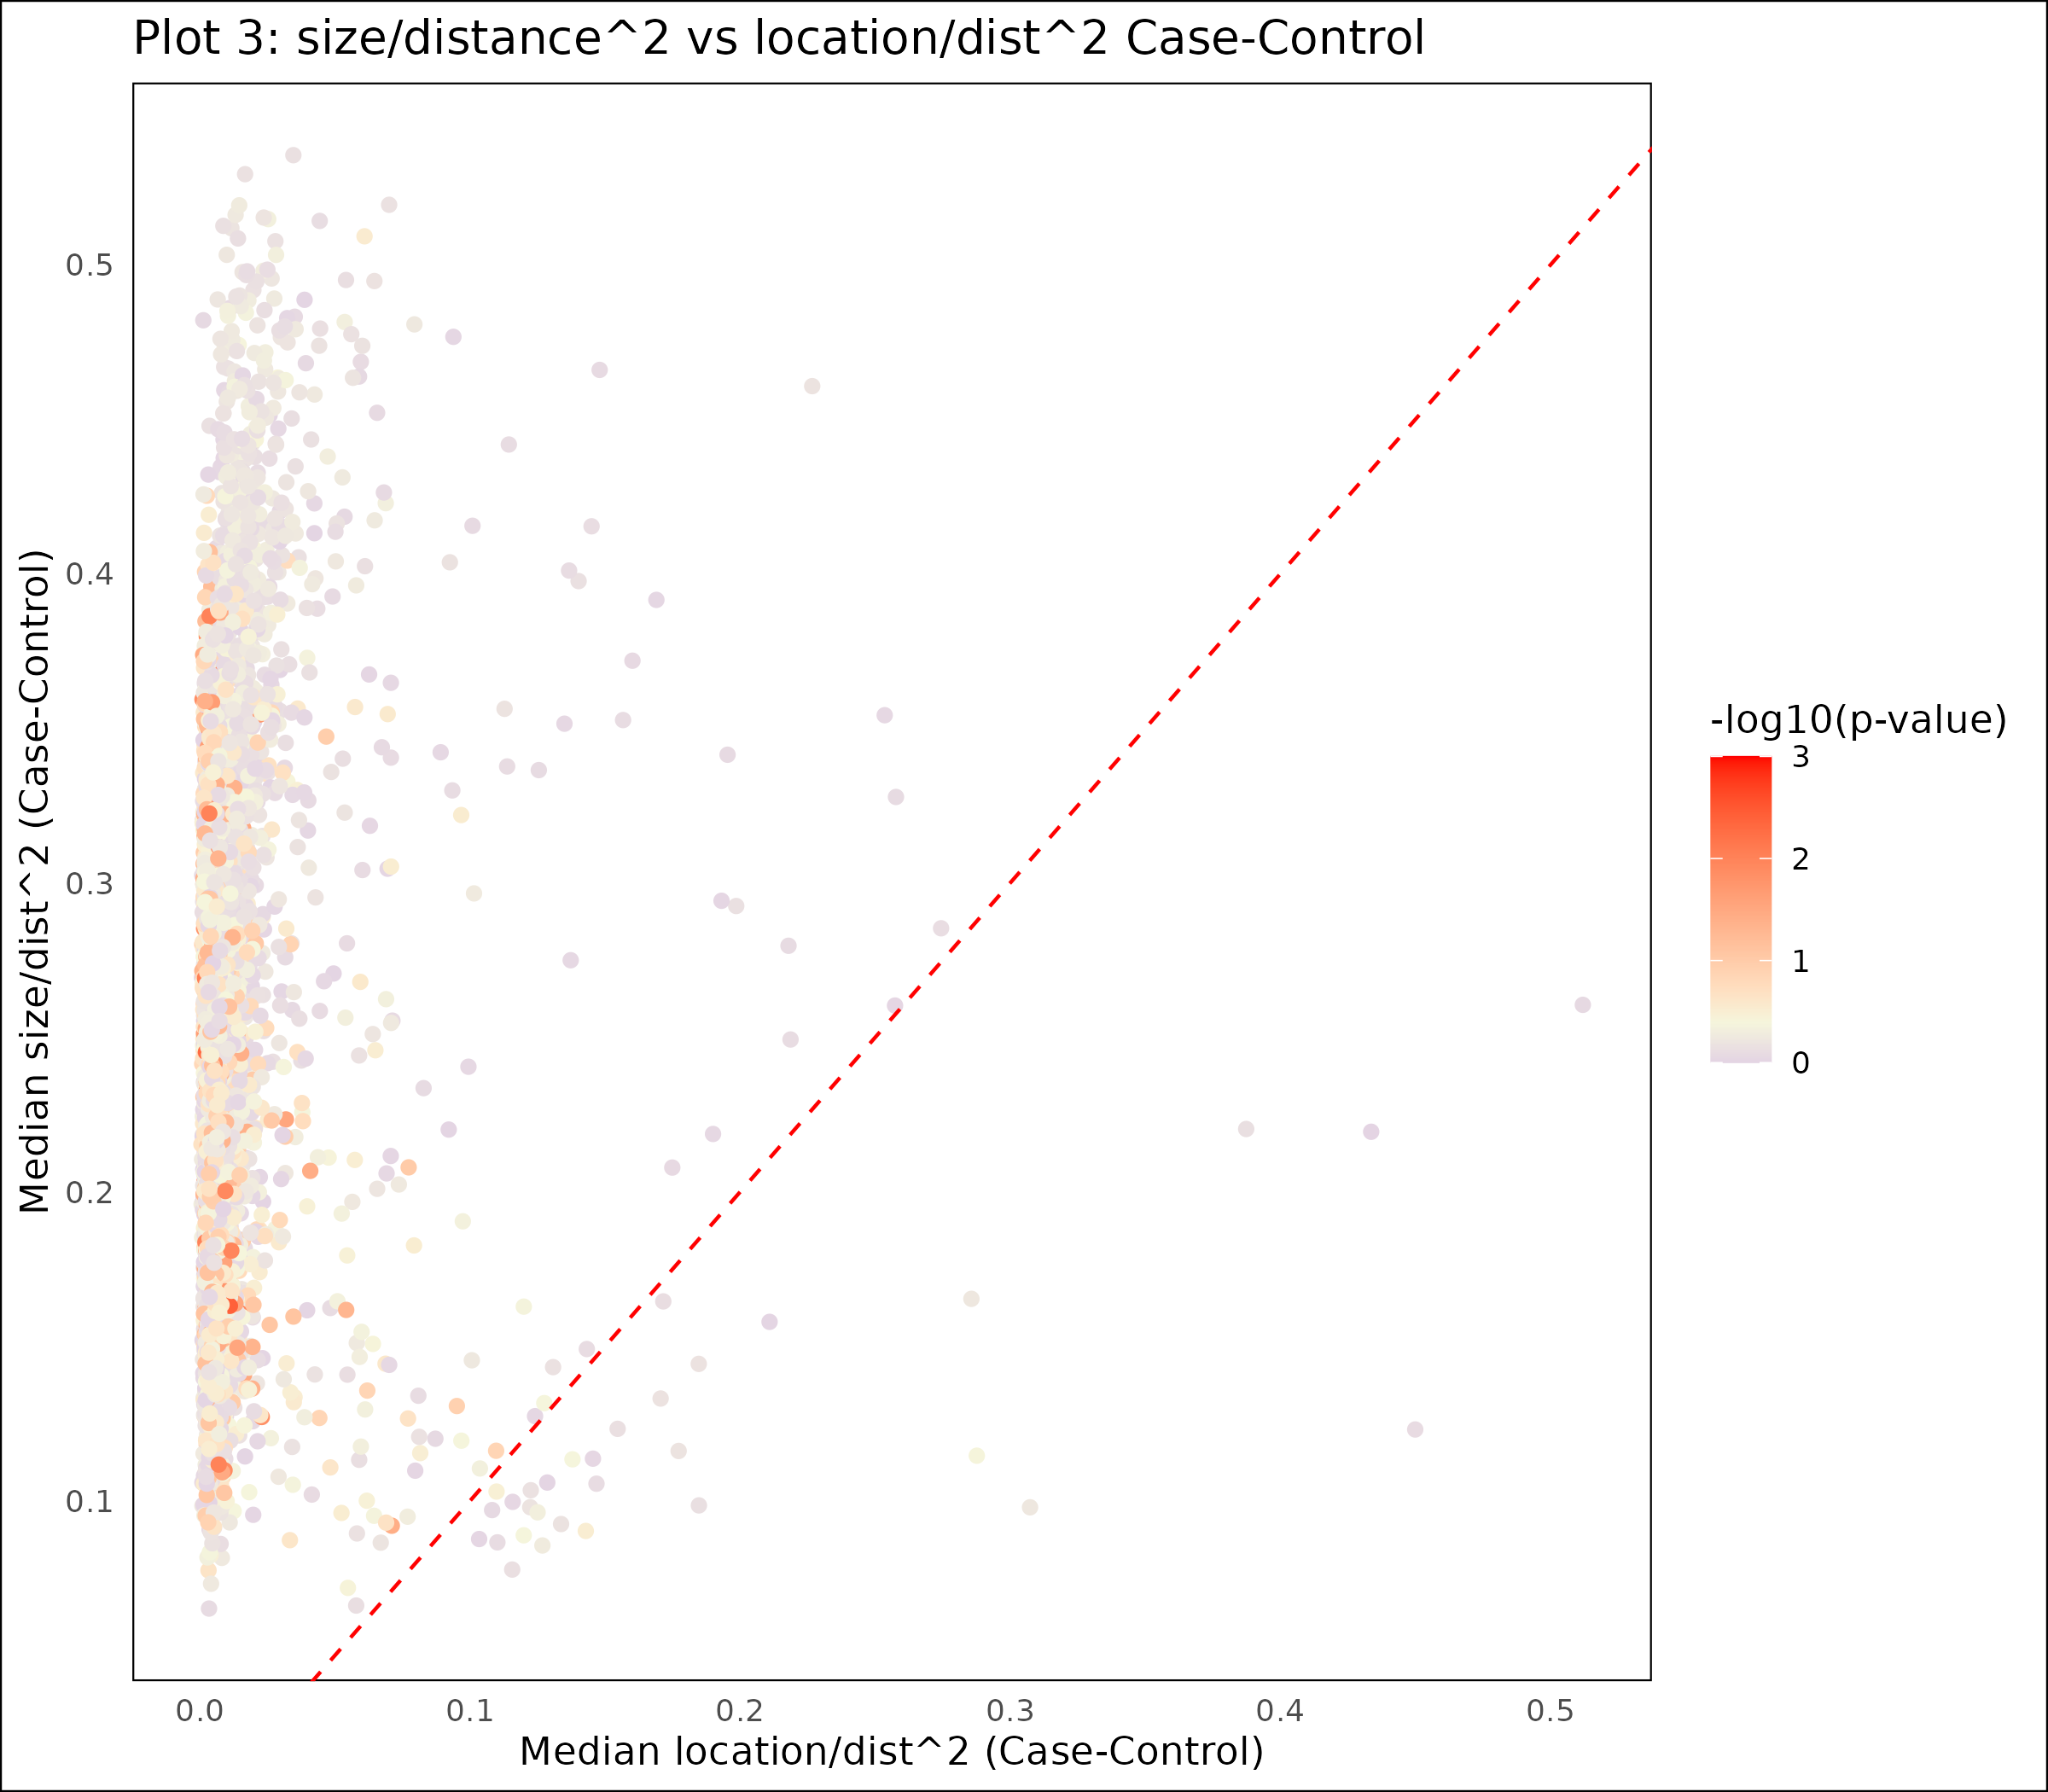 Plot 3: size/distance^2 vs location/dist^2 Case-Control
Median size/dist^2 (Case-Control)
0.5
0.4
0.3
0.2
0.1
0.0 0.1 0.2 0.3 0.4 0.5
Median location/dist^2 (Case-Control)
-log10(p-value)
3
2
1
0